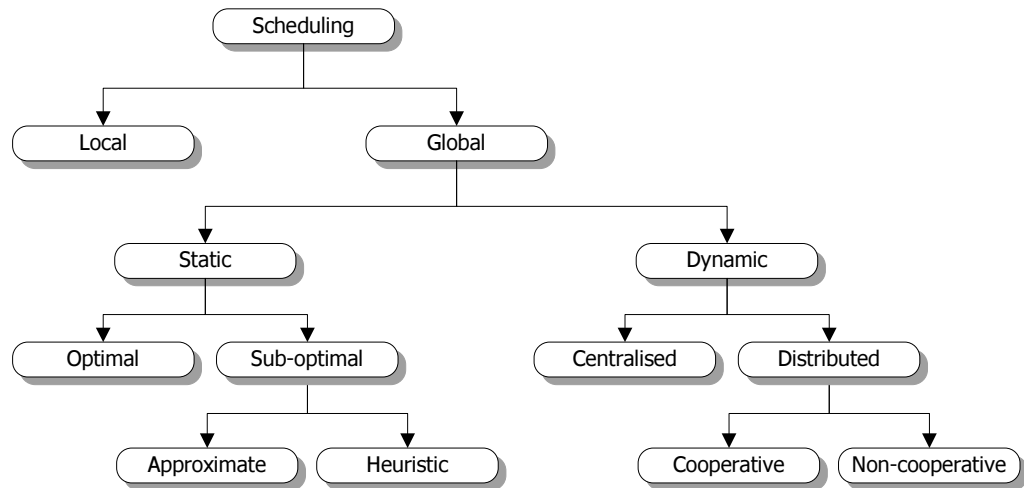 Scheduling
Local
Global
Static
Dynamic
Optimal
Sub-optimal
Centralised
Distributed
Approximate
Heuristic
Cooperative
Non-cooperative